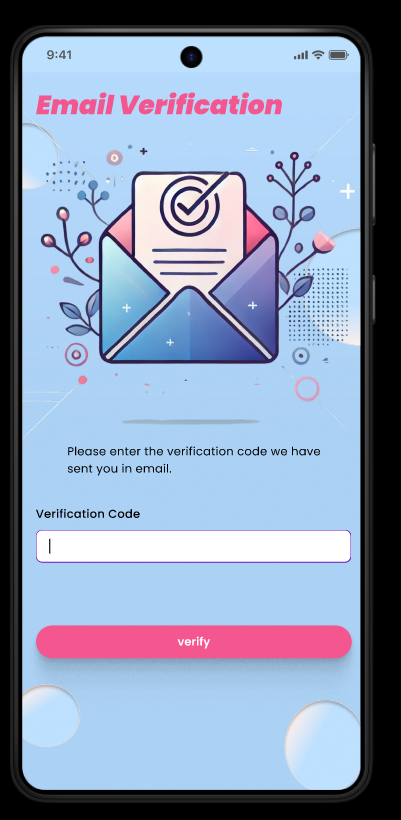 9:41
Email Verification
Please enter the verification code we have
sent you in email.
Verification Code
verify